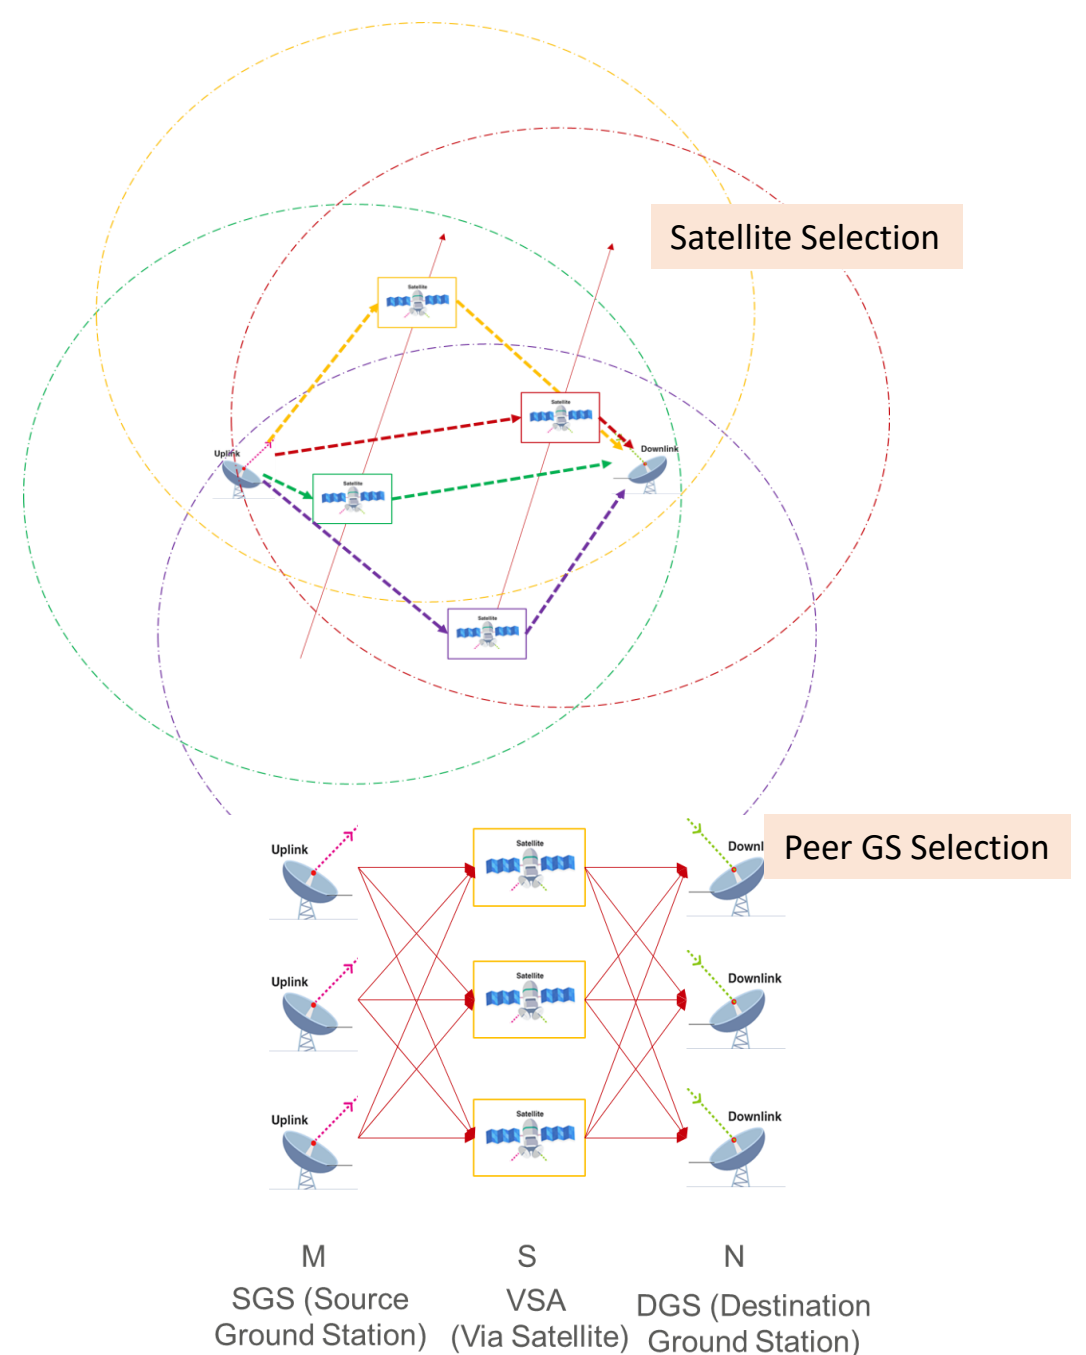 Satellite Selection
Satellite
Satellite
Uplink
Downlink
Satellite
Satellite
Peer GS Selection
Uplink
Satellite
Downl
Uplink
Satellite
Downlink
Uplink
Satellite
Downlink
M
S
N
SGS (Source
Ground Station)
VSA
(Via Satellite)
DGS (Destination
Ground Station)